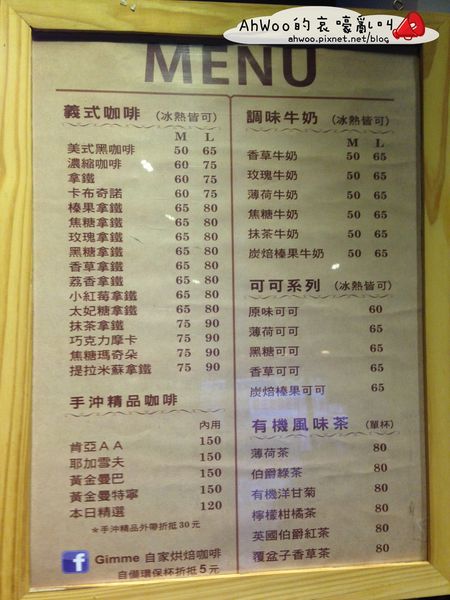 AhWoo的哀嚎亂叫
ahwoo.pixnet.net/blog
MENU
義式咖啡 (冰熱皆可)
M L
美式黑咖啡 50 65
濃縮咖啡 60 75
拿鐵 60 75
卡布奇諾 60 75
榛果拿鐵 65 80
焦糖拿鐵 65 80
玫瑰拿鐵 65 80
黑糖拿鐵 65 80
香草拿鐵 65 80
荔香拿鐵 65 80
小紅莓拿鐵 65 80
太妃糖拿鐵 65 80
抹茶拿鐵 75 90
巧克力摩卡 75 90
焦糖瑪奇朵 75 90
提拉米蘇拿鐵 75 90
手沖精品咖啡
內用
肯亞AA 150
耶加雪夫 150
黃金曼巴 150
黃金曼特寧 150
本日精選 120
*手沖精品外帶折抵30元
f Gimme 自家烘焙咖啡
自備環保杯折抵5元
調味牛奶 (冰熱皆可)
M L
香草牛奶 50 65
玫瑰牛奶 50 65
薄荷牛奶 50 65
焦糖牛奶 50 65
抹茶牛奶 50 65
炭焙榛果牛奶 50 65
可可系列 (冰熱皆可)
原味可可 60
薄荷可可 65
黑糖可可 65
香草可可 65
炭焙榛果可可 65
有機風味茶 (單杯)
薄荷茶 80
伯爵綠茶 80
有機洋甘菊 80
檸檬柑橘茶 80
英國伯爵紅茶 80
覆盆子香草茶 80